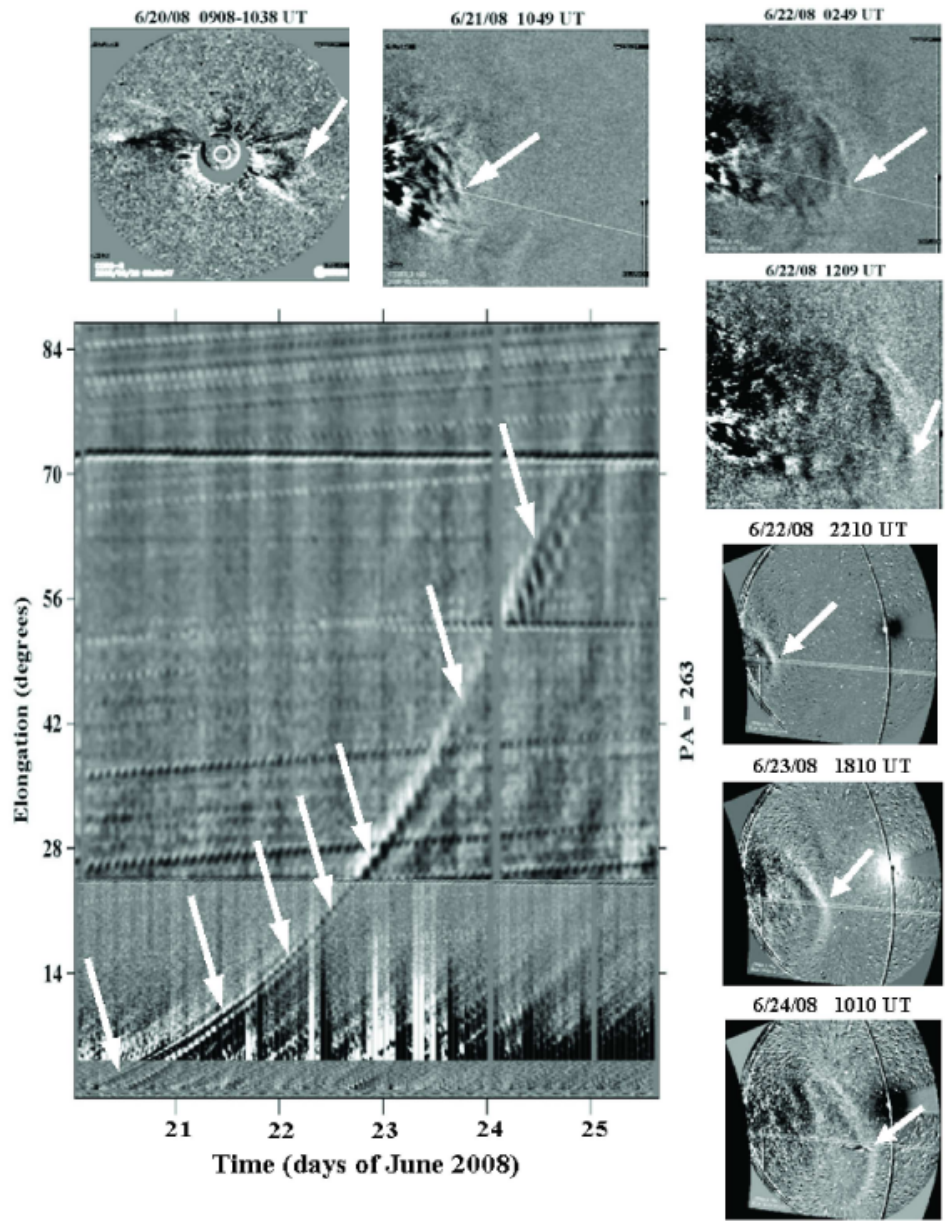 6/20/08 0908-1038 UT
6/21/08 1049 UT
6/22/08 0249 UT
6/22/08 1209 UT
6/22/08 2210 UT
6/23/08 1810 UT
6/24/08 1010 UT
84
70
56
42
28
14
Elongation (degrees)
PA = 263
21 22 23 24 25
Time (days of June 2008)